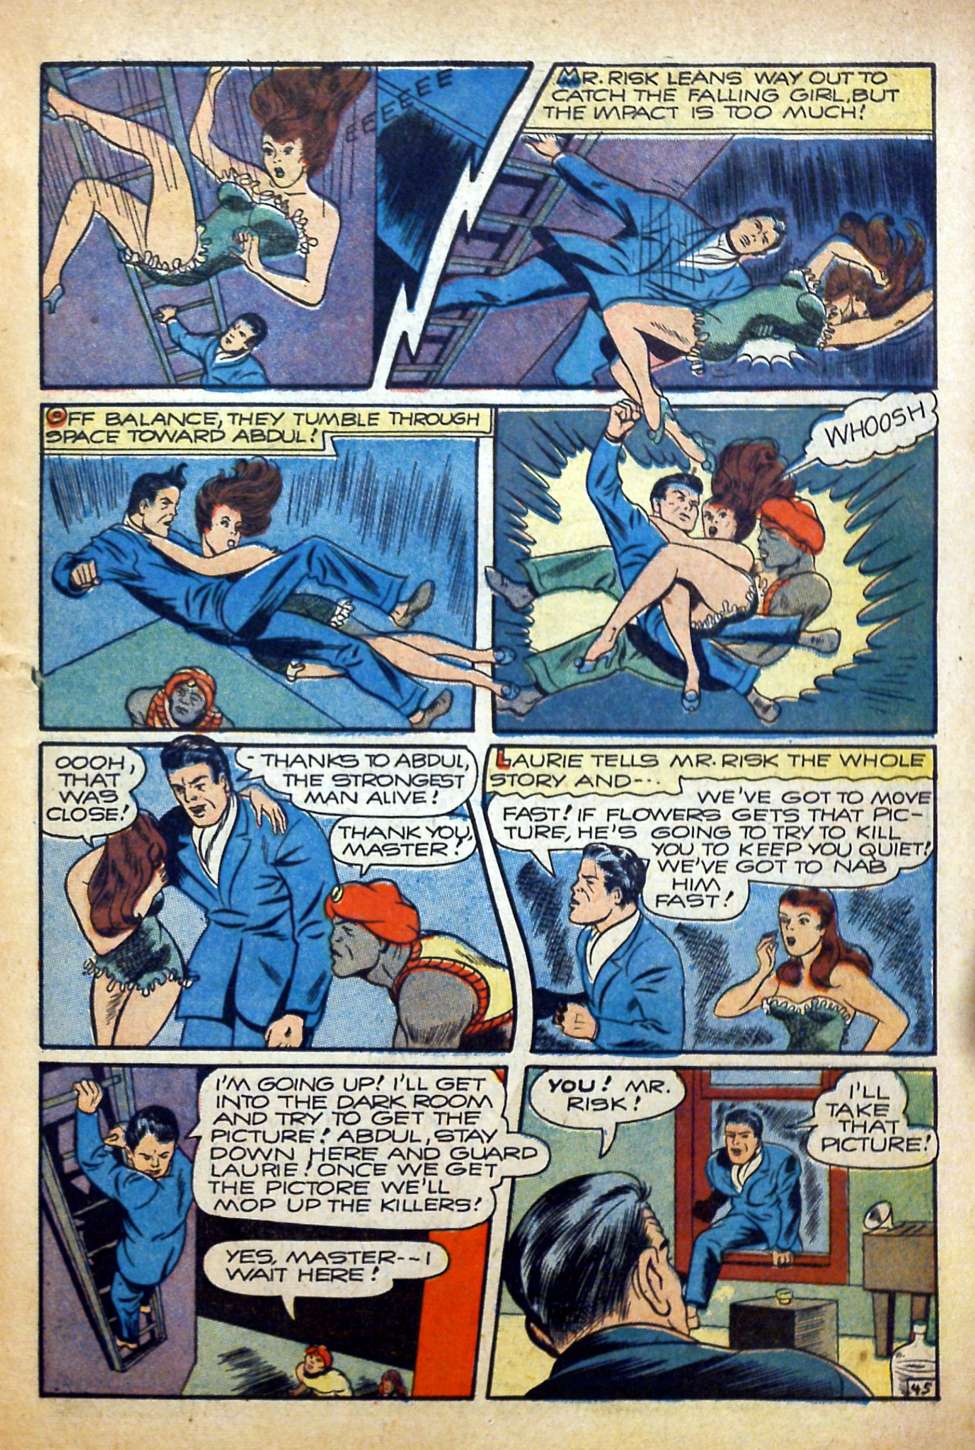 EEEEEEE
MR. RISK LEANS WAY OUT TO
CATCH THE FALLING GIRL, BUT
THE IMPACT IS TOO MUCH!
OFF BALANCE, THEY TUMBLE THROUGH
SPACE TOWARD ABDUL!
WHOOSH
OOOH,
THAT
WAS
CLOSE!
THANKS TO ABDUL,
THE STRONGEST
MAN ALIVE!
THANK YOU,
MASTER!
LAURIE TELLS MR. RISK THE WHOLE
STORY AND--..
WE'VE GOT TO MOVE
FAST! IF FLOWERS GETS THAT PIC-
TURE, HE'S GOING TO TRY TO KILL
YOU TO KEEP YOU QUIET!
WE'VE GOT TO NAB
HIM
FAST!
I'M GOING UP! I'LL GET
INTO THE DARK ROOM
AND TRY TO GET THE
PICTURE! ABDUL, STAY
DOWN HERE AND GUARD
LAURIE! ONCE WE GET
THE PICTORE WE'LL
MOP UP THE KILLERS!
YES, MASTER--I
WAIT HERE!
YOU! MR.
RISK!
I'LL
TAKE
THAT
PICTURE!
45